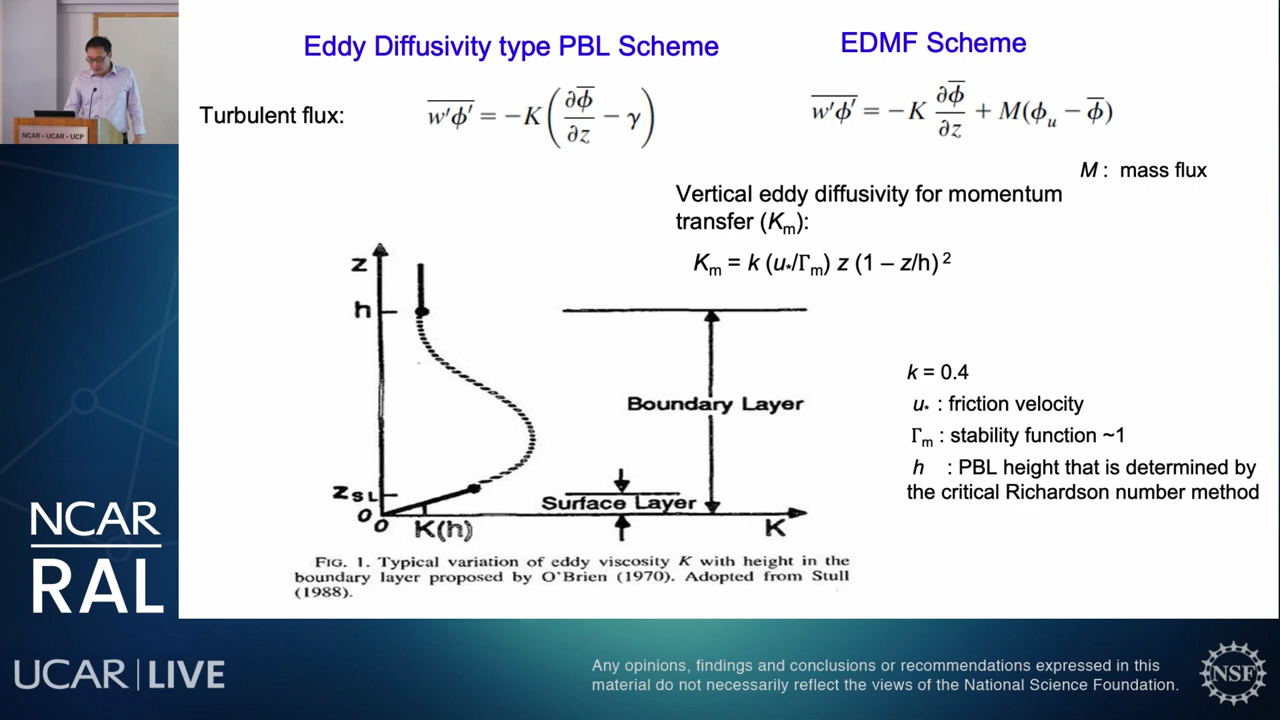 Eddy Diffusivity type PBL Scheme
EDMF Scheme
Turbulent flux:
w′ϕ′ = −K(∂ϕ/∂z − γ)
w′ϕ′ = −K ∂ϕ/∂z + M(ϕu − ϕ)
M : mass flux
Vertical eddy diffusivity for momentum
transfer (Km):
Km = k (u*/Γm) z (1 – z/h) 2
z
h
zSL
0
0
K(h)
K
Boundary Layer
Surface Layer
k = 0.4
u* : friction velocity
Γm : stability function ~1
h : PBL height that is determined by
the critical Richardson number method
FIG. 1. Typical variation of eddy viscosity K with height in the
boundary layer proposed by O'Brien (1970). Adopted from Stull
(1988).
NCAR • UCAR • UCP
NCAR
RAL
UCAR | LIVE
Any opinions, findings and conclusions or recommendations expressed in this
material do not necessarily reflect the views of the National Science Foundation.
NSF